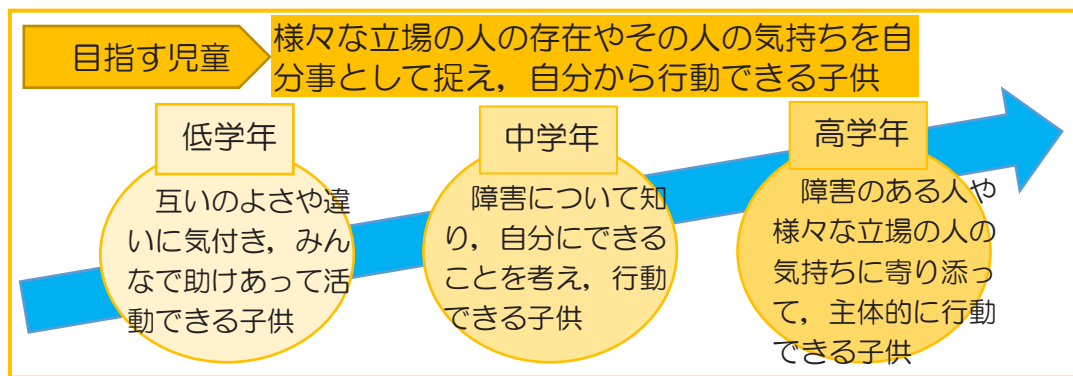 目指す児童
様々な立場の人の存在やその人の気持ちを自
分事として捉え，自分から行動できる子供
低学年
互いのよさや違
いに気付き，みん
なで助けあって活
動できる子供
中学年
障害について知
り，自分にできる
ことを考え，行動
できる子供
高学年
障害のある人や
様々な立場の人の
気持ちに寄り添っ
て，主体的に行動
できる子供